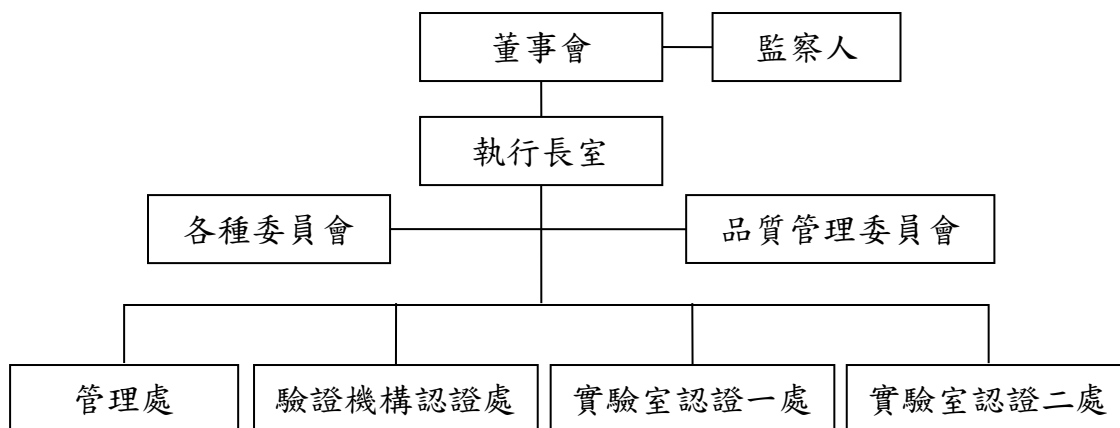 董事會
監察人
執行長室
各種委員會
品質管理委員會
管理處
驗證機構認證處
實驗室認證一處
實驗室認證二處